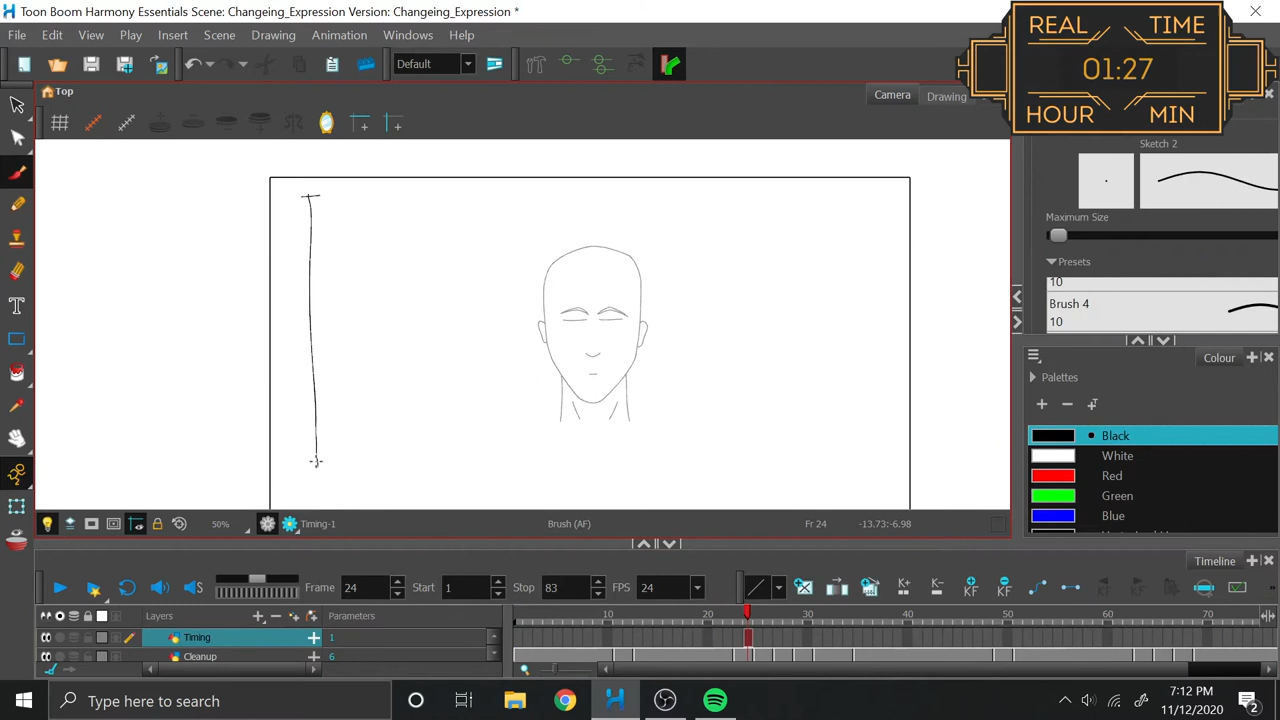 Toon Boom Harmony Essentials Scene: Changeing_Expression Version: Changeing_Expression *
File Edit View Play Insert Scene Drawing Animation Windows Help
REAL TIME
01:27
HOUR MIN
Default
Top
Camera
Drawing
Sketch 2
Maximum Size
Presets
10
Brush 4
10
Colour
Palettes
Black
White
Red
Green
Blue
50%
Timing-1
Brush (AF)
Fr 24
-13.73:-6.98
Timeline
Frame 24 Start 1 Stop 83 FPS 24
K+ K- KF KF
Layers Parameters
10 20 30 40 50 60 70
Timing 1
Cleanup 6
Type here to search
7:12 PM
11/12/2020
2